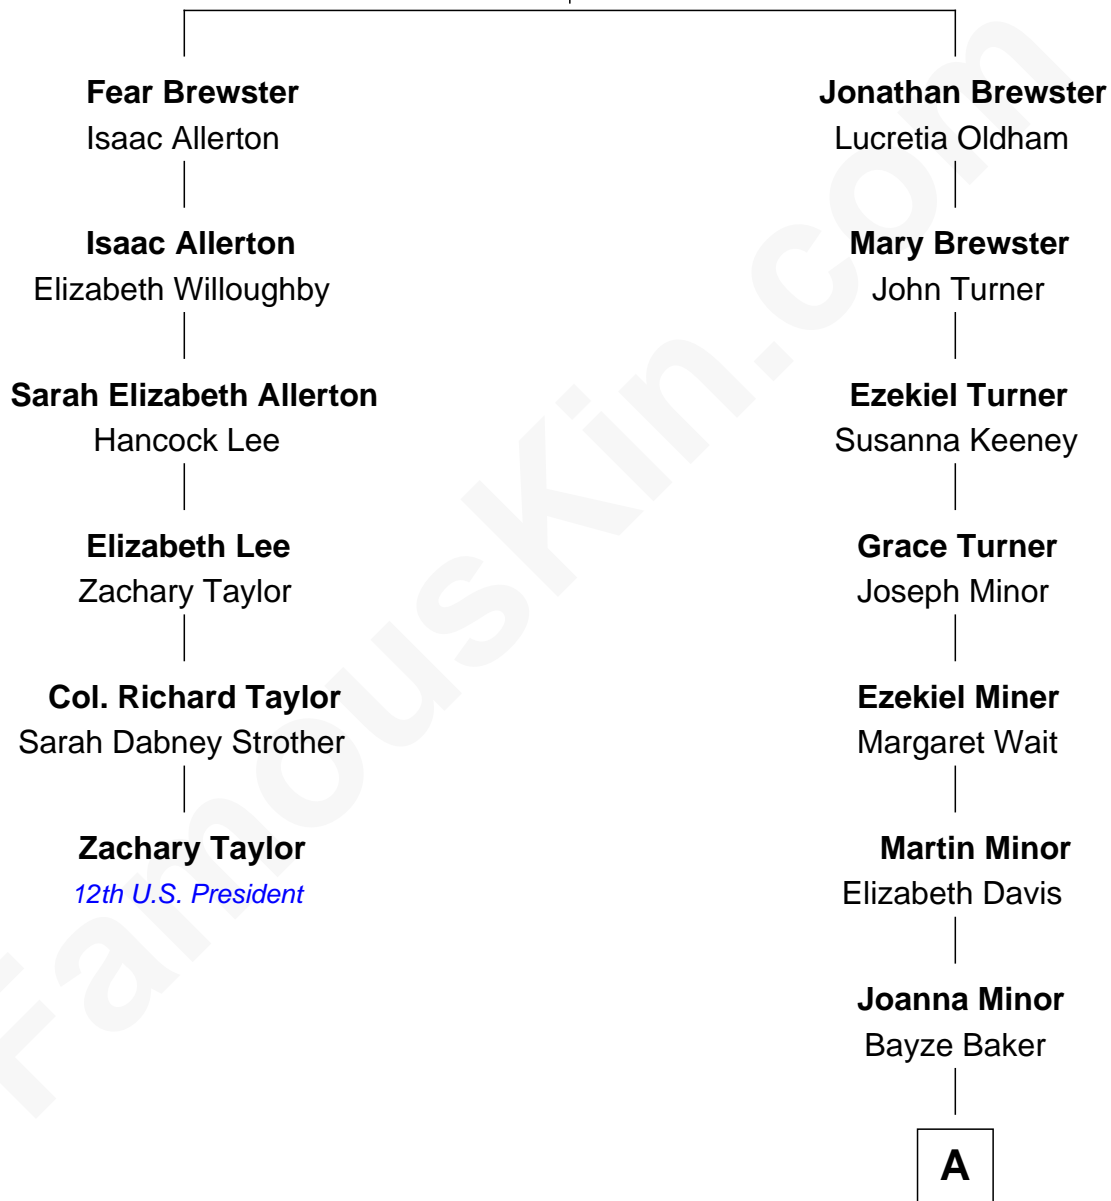 Fear Brewster
Isaac Allerton
Isaac Allerton
Elizabeth Willoughby
Sarah Elizabeth Allerton
Hancock Lee
Elizabeth Lee
Zachary Taylor
Col. Richard Taylor
Sarah Dabney Strother
Zachary Taylor
12th U.S. President
Jonathan Brewster
Lucretia Oldham
Mary Brewster
John Turner
Ezekiel Turner
Susanna Keeney
Grace Turner
Joseph Minor
Ezekiel Miner
Margaret Wait
Martin Minor
Elizabeth Davis
Joanna Minor
Bayze Baker
A
FamousKin.com